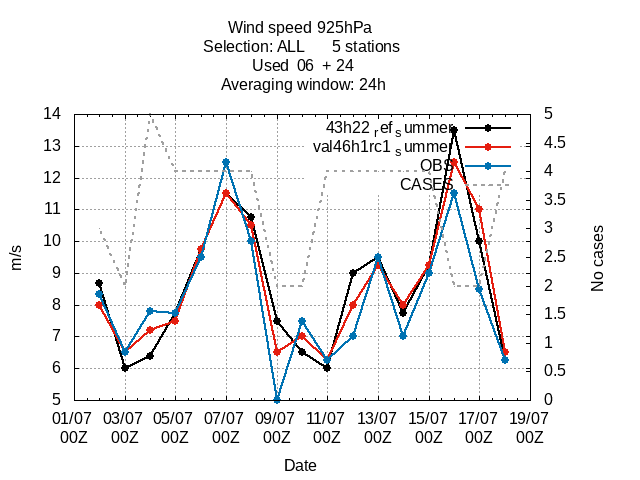 Wind speed 925hPa
Selection: ALL 5 stations
Used 06 + 24
Averaging window: 24h
14 5
43h22_ref_summer
4.5
13
val46h1rc1_summer
12 OBS 4
CASES
3.5
11
3
10
m/s No cases
2.5
9
2
8
1.5
7
1
6
0.5
5 0
01/07 03/07 05/07 07/07 09/07 11/07 13/07 15/07 17/07 19/07
00Z 00Z 00Z 00Z 00Z 00Z 00Z 00Z 00Z 00Z
Date